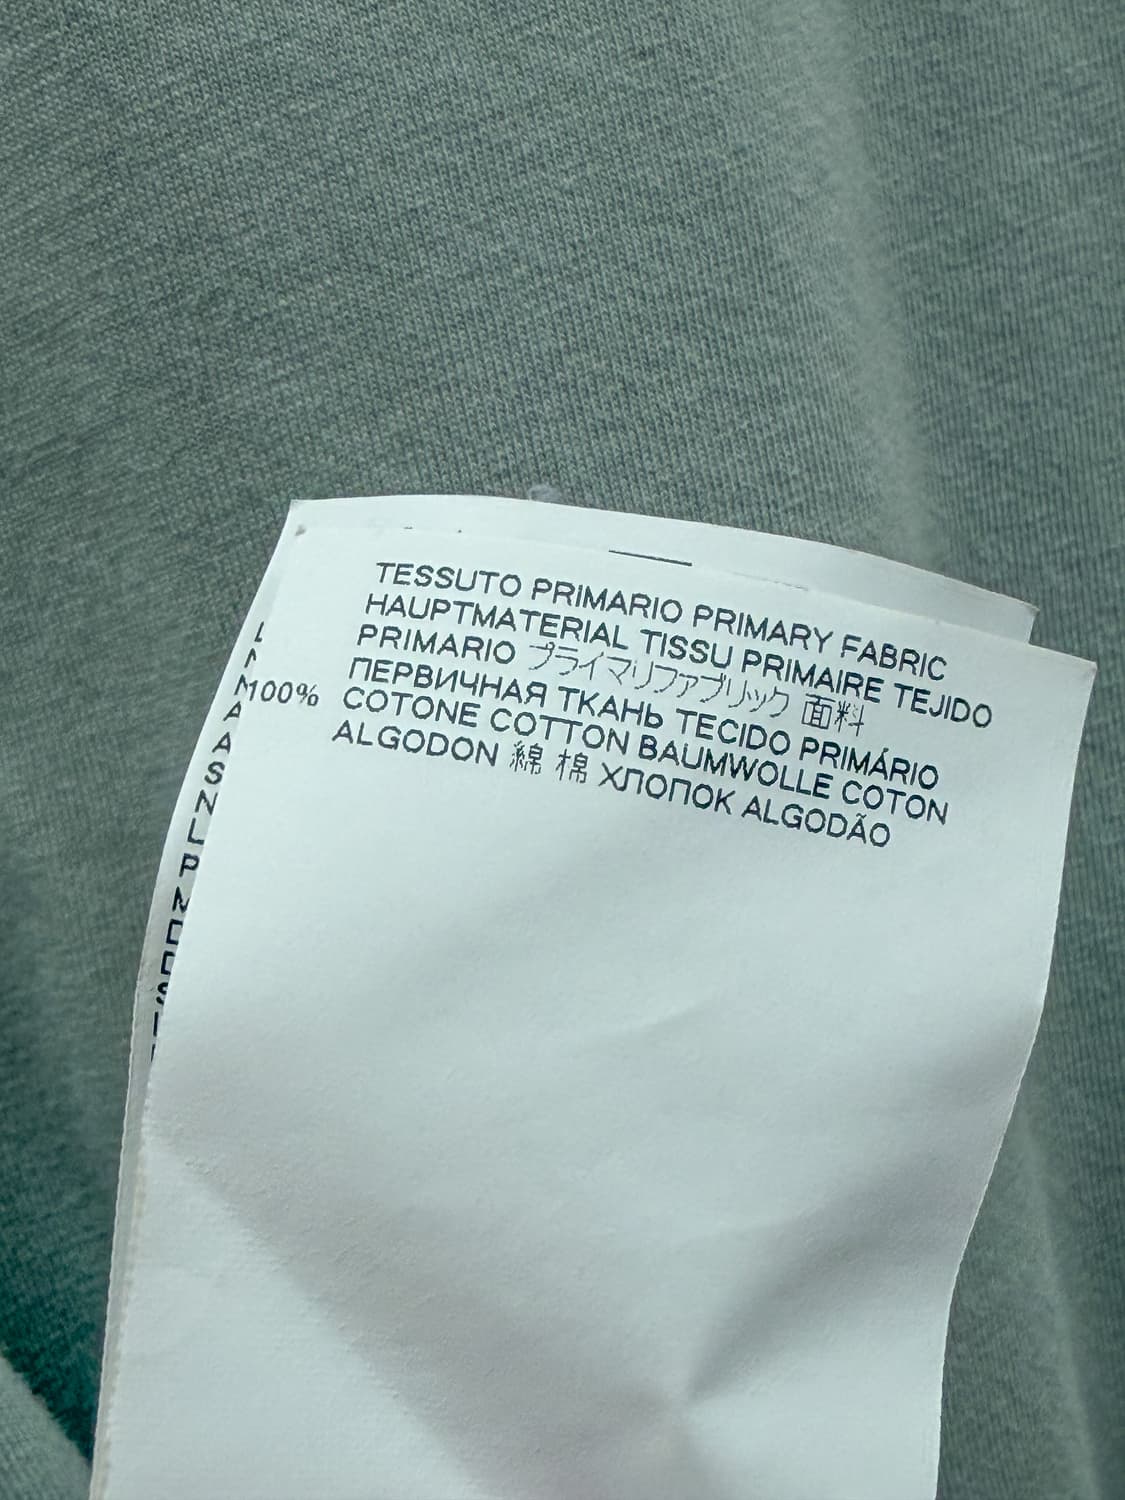 TESSUTO PRIMARIO PRIMARY FABRIC
HAUPTMATERIAL TISSU PRIMAIRE TEJIDO
PRIMARIO プライマリファブリック 面料
ПЕРВИЧНАЯ ТКАНЬ TECIDO PRIMÁRIO
100% COTONE COTTON BAUMWOLLE COTON
ALGODON 綿 棉 ХЛОПОК ALGODÃO